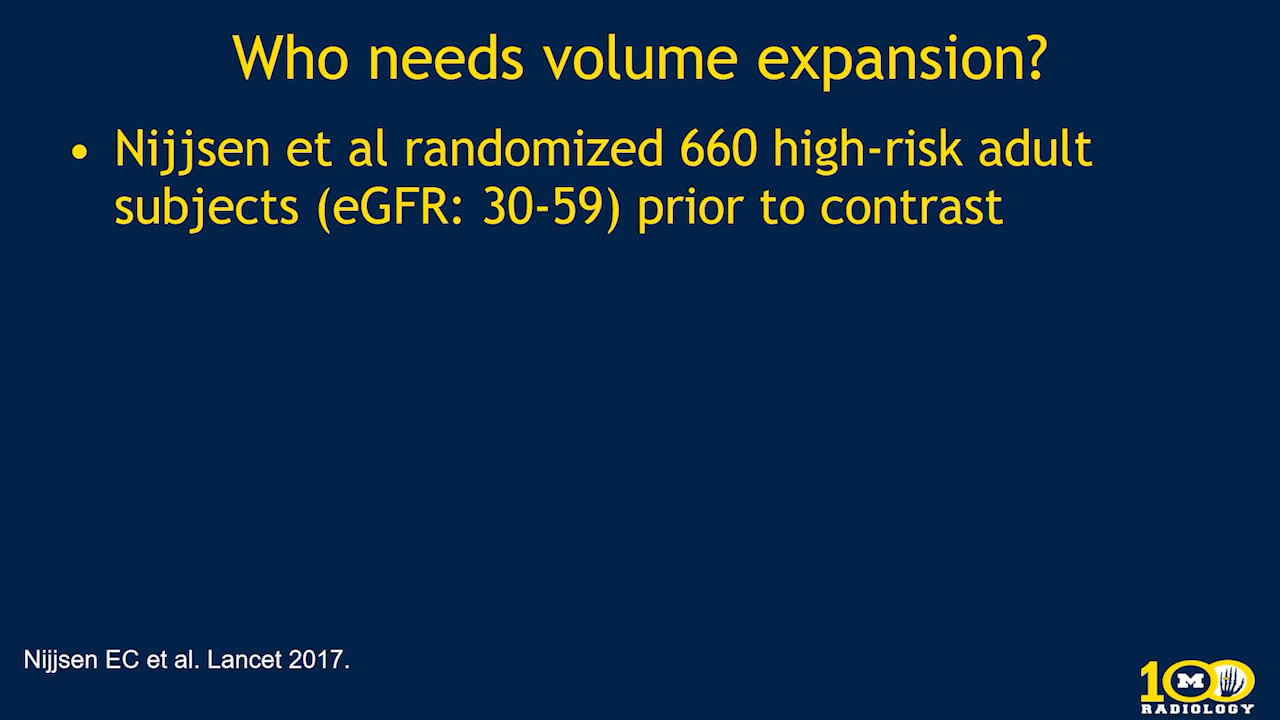 Who needs volume expansion?
• Nijjsen et al randomized 660 high-risk adult
subjects (eGFR: 30-59) prior to contrast
Nijjsen EC et al. Lancet 2017.
100
M
RADIOLOGY